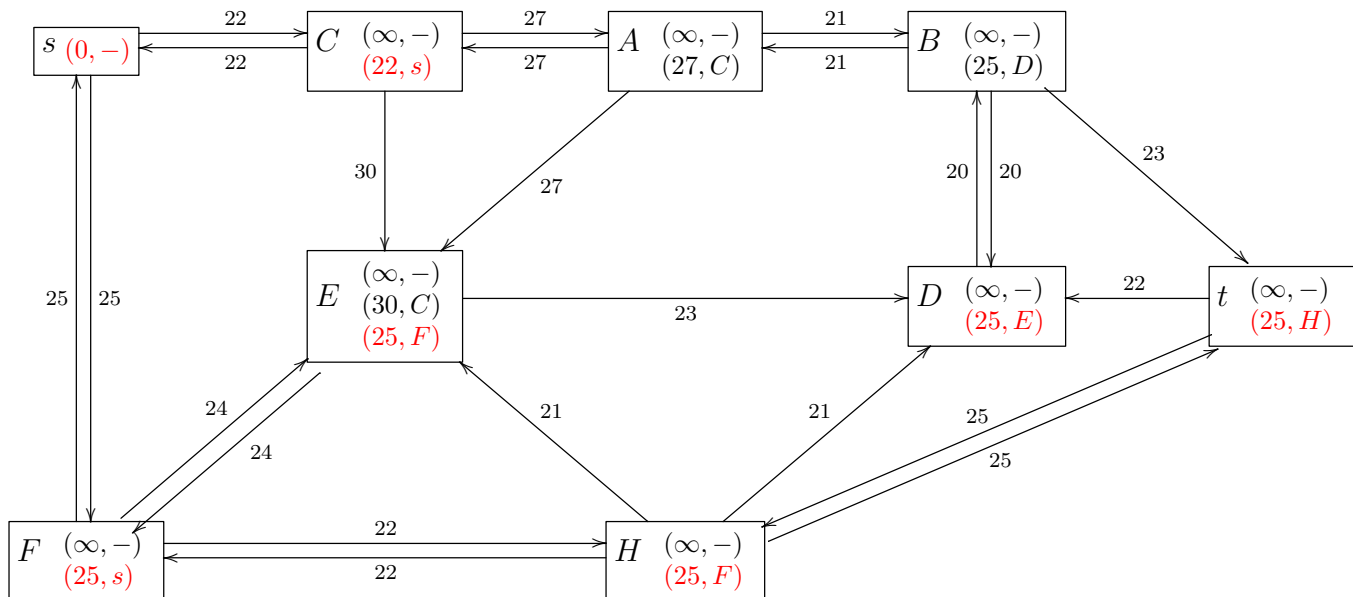 22
27
21
s (0, −)
C (∞, −)
(22, s)
A (∞, −)
(27, C)
B (∞, −)
(25, D)
22
27
21
30
27
20
20
23
25
25
E (∞, −)
(30, C)
(25, F)
23
D (∞, −)
(25, E)
22
t (∞, −)
(25, H)
24
24
21
21
25
25
F (∞, −)
(25, s)
22
22
H (∞, −)
(25, F)